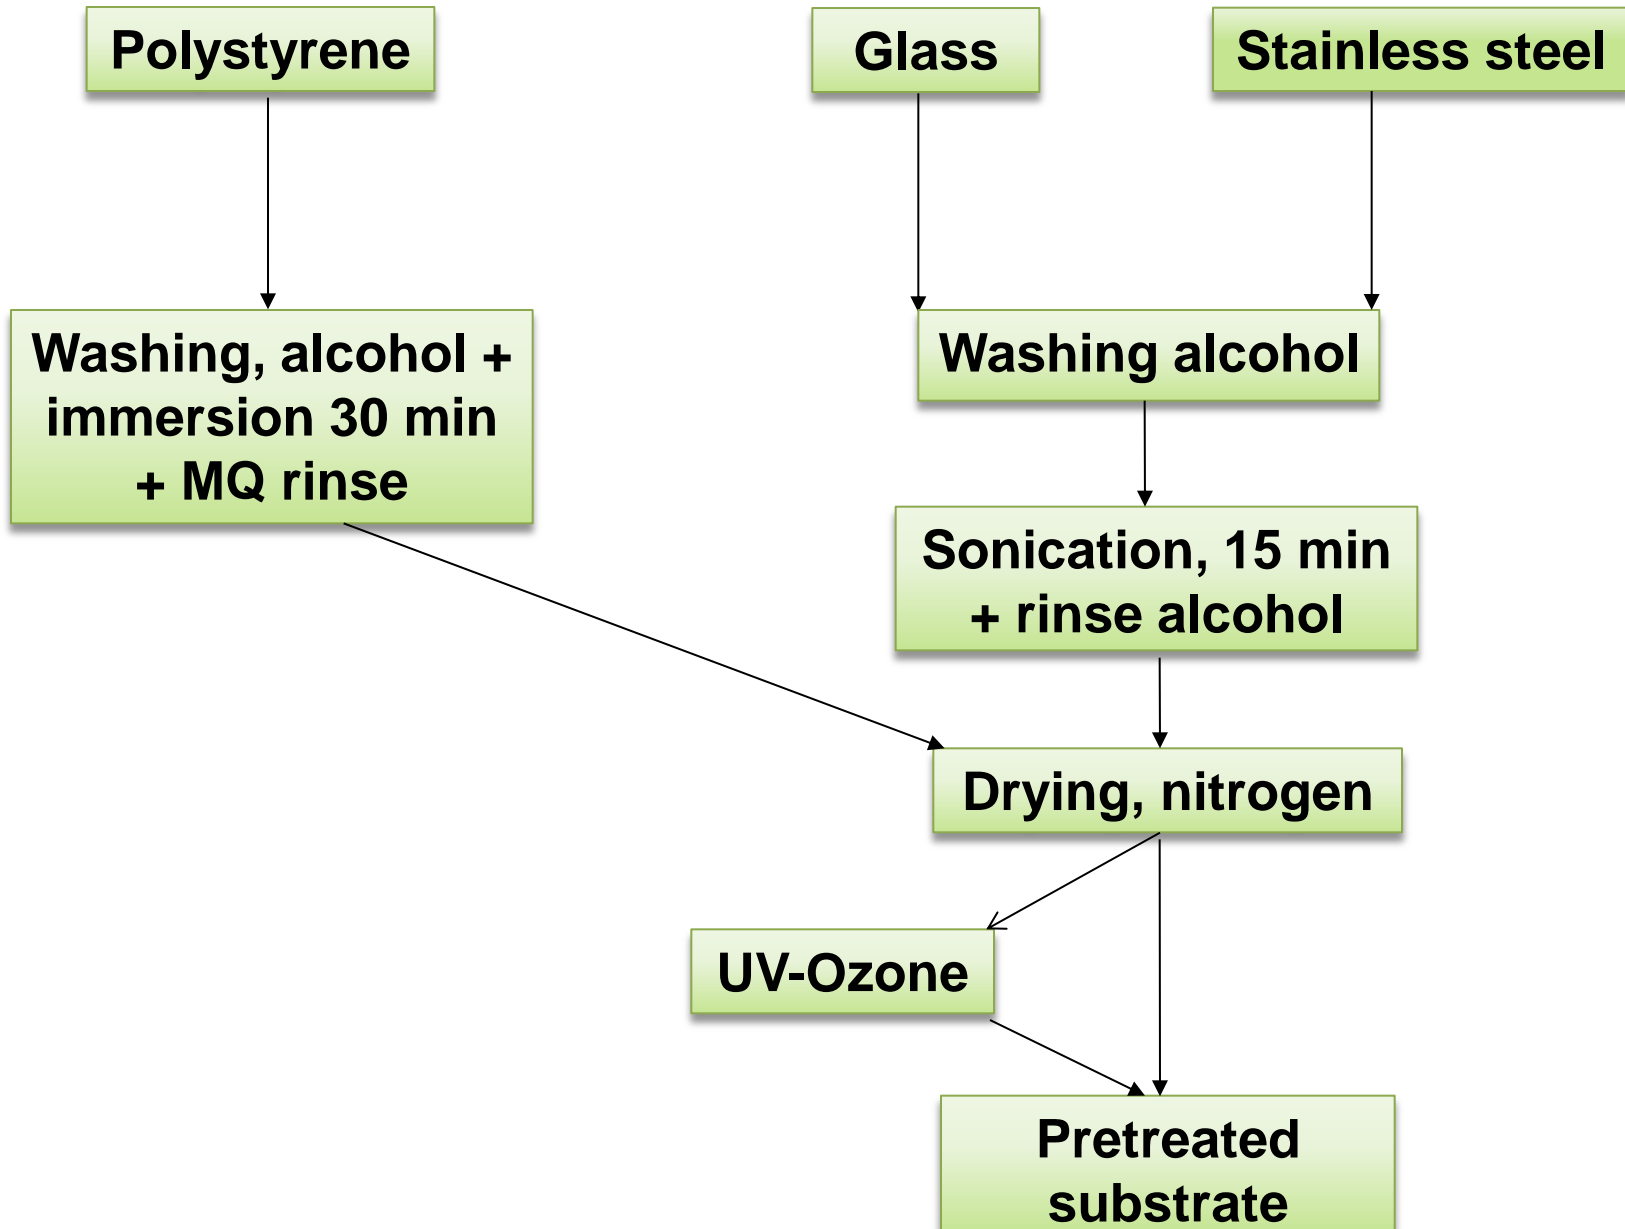 Polystyrene
Glass
Stainless steel
Washing, alcohol +
immersion 30 min
+ MQ rinse
Washing alcohol
Sonication, 15 min
+ rinse alcohol
Drying, nitrogen
UV-Ozone
Pretreated
substrate